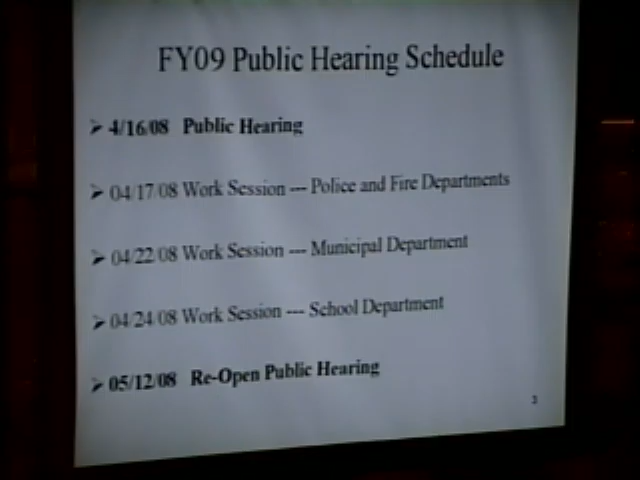 FY09 Public Hearing Schedule
➢ 4/16/08 Public Hearing
➢ 04/17/08 Work Session --- Police and Fire Departments
➢ 04/22/08 Work Session --- Municipal Department
➢ 04/24/08 Work Session --- School Department
➢ 05/12/08 Re-Open Public Hearing
3